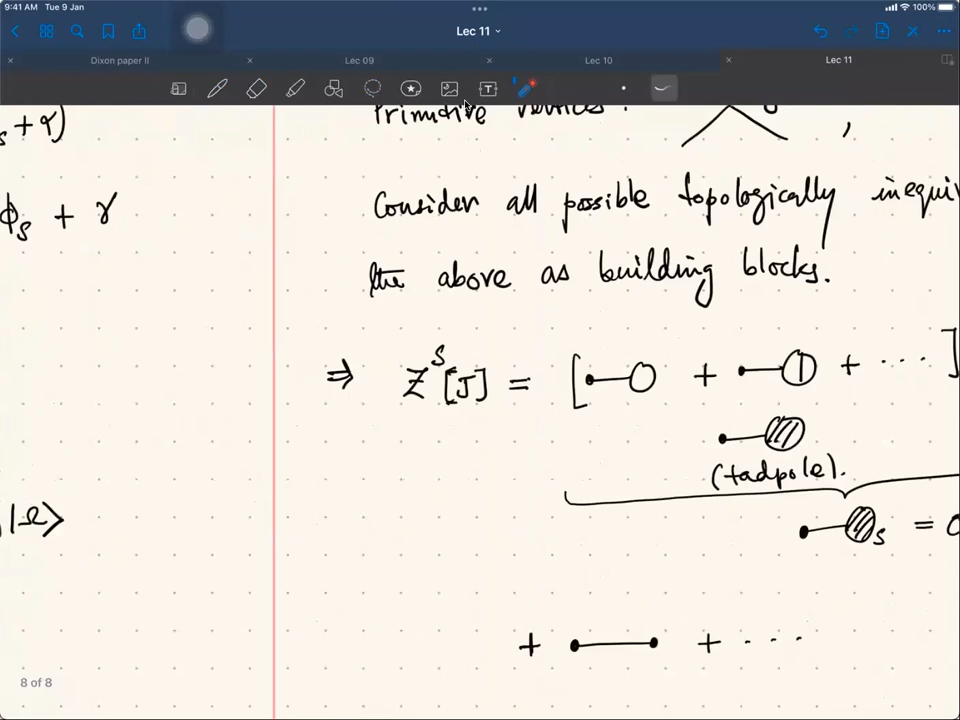 9:41 AM Tue 9 Jan
100%
Lec 11
Dixon paper II
Lec 09
Lec 10
Lec 11
T
s + γ)
Primitive vertices :
,
ϕs + γ
Consider all possible topologically inequi
the above as building blocks.
⇒ Z^S[J] = [ + + ···· ]
(tadpole).
|Ω⟩
s = 0
+ + ····
8 of 8